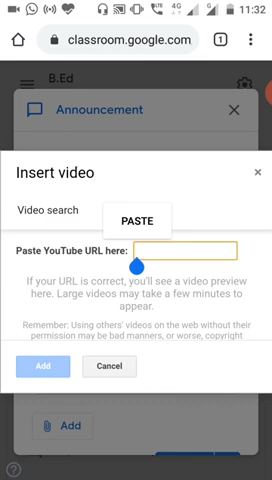 11:32
classroom.google.com
1
B.Ed
Announcement
Insert video
Video search
PASTE
Paste YouTube URL here:
If your URL is correct, you'll see a video preview
here. Large videos may take a few minutes to
appear.
Remember: Using others' videos on the web without their
permission may be bad manners, or worse, copyright
Add
Cancel
Add